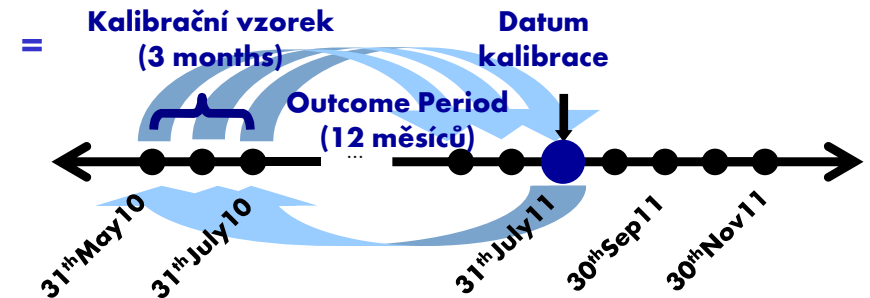 =
Kalibrační vzorek
(3 months)
Datum
kalibrace
Outcome Period
(12 měsíců)
...
31thMay10
31thJuly10
31thJuly11
30thSep11
30thNov11